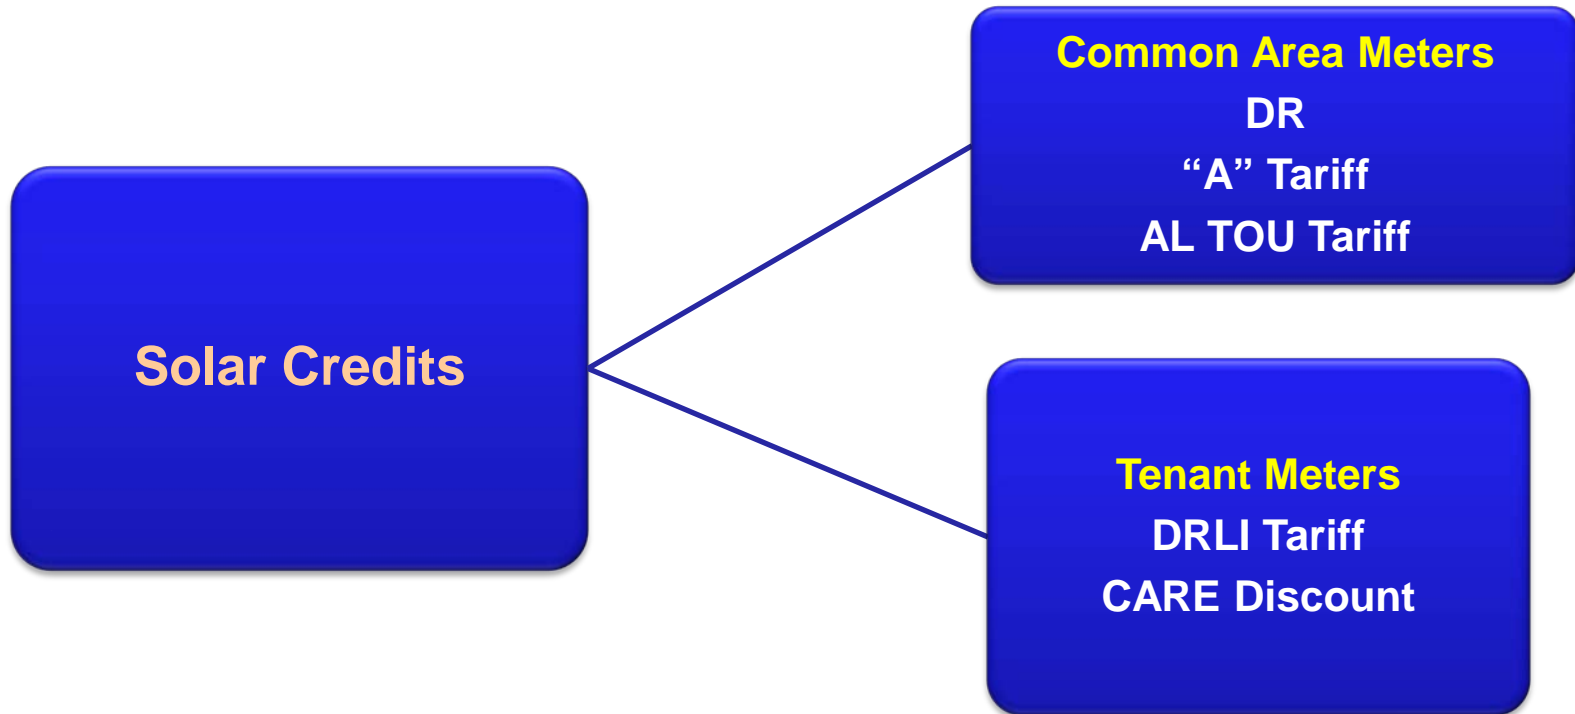 Solar Credits
Common Area Meters
DR
“A” Tariff
AL TOU Tariff
Tenant Meters
DRLI Tariff
CARE Discount